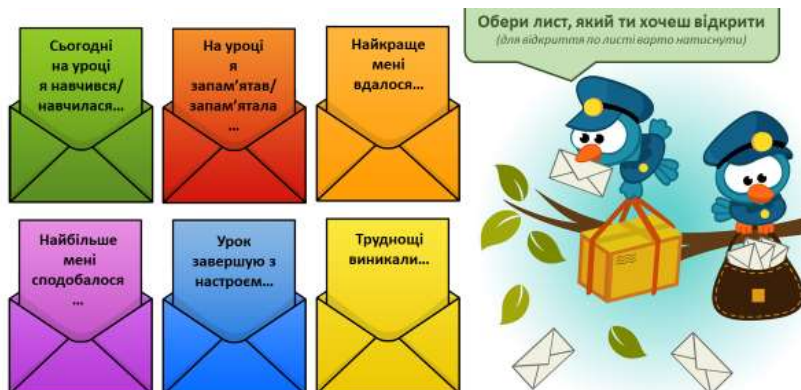 Сьогодні
на уроці
я навчився/
навчилася...
На уроці
я
запам'ятав/
запам'ятала
...
Найкраще
мені
вдалося...
Обери лист, який ти хочеш відкрити
(для відкриття по листі варто натиснути)
Найбільше
мені
сподобалося
...
Урок
завершую з
настроєм...
Труднощі
виникали...